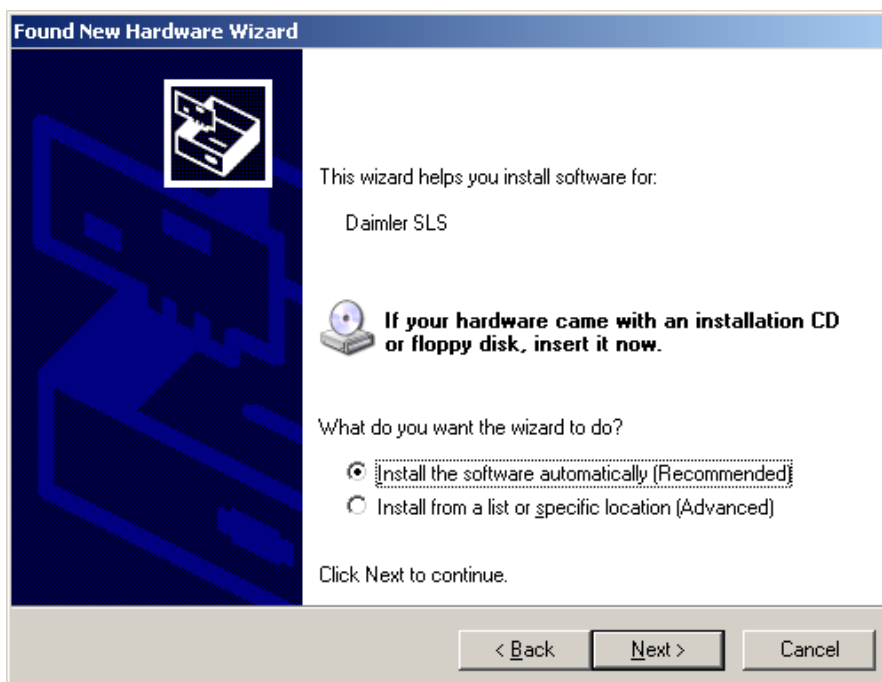 Found New Hardware Wizard
This wizard helps you install software for:
Daimler SLS
If your hardware came with an installation CD
or floppy disk, insert it now.
What do you want the wizard to do?
Install the software automatically (Recommended)
Install from a list or specific location (Advanced)
Click Next to continue.
< Back
Next >
Cancel